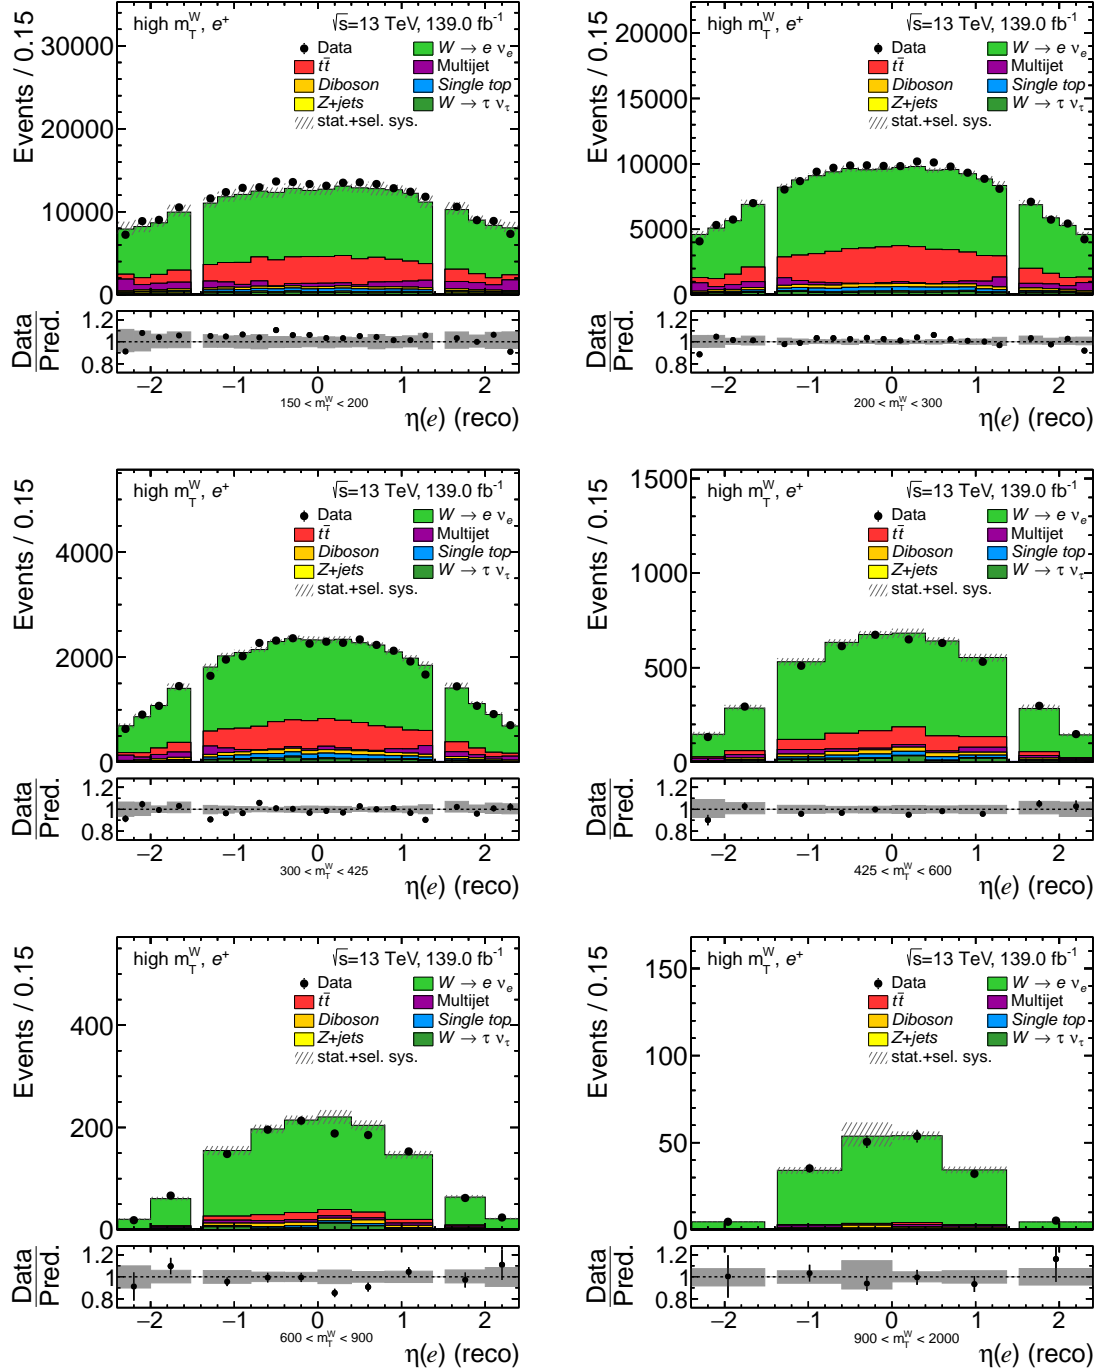 high m_T^W, e⁺ √s=13 TEV, 139.0 fb⁻¹
Events / 0.15
30000
20000
10000
0
Data
W → e ν_e
tt̄
Multijet
Diboson
Single top
Z+jets
W → τ ν_τ
stat.+sel. sys.
Data
Pred.
1.2
1
0.8
−2 −1 0 1 2
150 < m_T^W < 200
η(e) (reco)
high m_T^W, e⁺ √s=13 TeV, 139.0 fb⁻¹
Events / 0.15
20000
15000
10000
5000
0
Data
W → e ν_e
tt̄
Multijet
Diboson
Single top
Z+jets
W → τ ν_τ
stat.+sel. sys.
Data
Pred.
1.2
1
0.8
−2 −1 0 1 2
200 < m_T^W < 300
η(e) (reco)
high m_T^W, e⁺ √s=13 TeV, 139.0 fb⁻¹
Events / 0.15
4000
2000
0
Data
W → e ν_e
tt̄
Multijet
Diboson
Single top
Z+jets
W → τ ν_τ
stat.+sel. sys.
Data
Pred.
1.2
1
0.8
−2 −1 0 1 2
300 < m_T^W < 425
η(e) (reco)
high m_T^W, e⁺ √s=13 TeV, 139.0 fb⁻¹
Events / 0.15
1500
1000
500
0
Data
W → e ν_e
tt̄
Multijet
Diboson
Single top
Z+jets
W → τ ν_τ
stat.+sel. sys.
Data
Pred.
1.2
1
0.8
−2 −1 0 1 2
425 < m_T^W < 600
η(e) (reco)
high m_T^W, e⁺ √s=13 TeV, 139.0 fb⁻¹
Events / 0.15
400
200
0
Data
W → e ν_e
tt̄
Multijet
Diboson
Single top
Z+jets
W → τ ν_τ
stat.+sel. sys.
Data
Pred.
1.2
1
0.8
−2 −1 0 1 2
600 < m_T^W < 900
η(e) (reco)
high m_T^W, e⁺ √s=13 TeV, 139.0 fb⁻¹
Events / 0.15
150
100
50
0
Data
W → e ν_e
Multijet
Diboson
Single top
Z+jets
W → τ ν_τ
stat.+sel. sys.
Data
Pred.
1.2
1
0.8
−2 −1 0 1 2
900 < m_T^W < 2000
η(e) (reco)